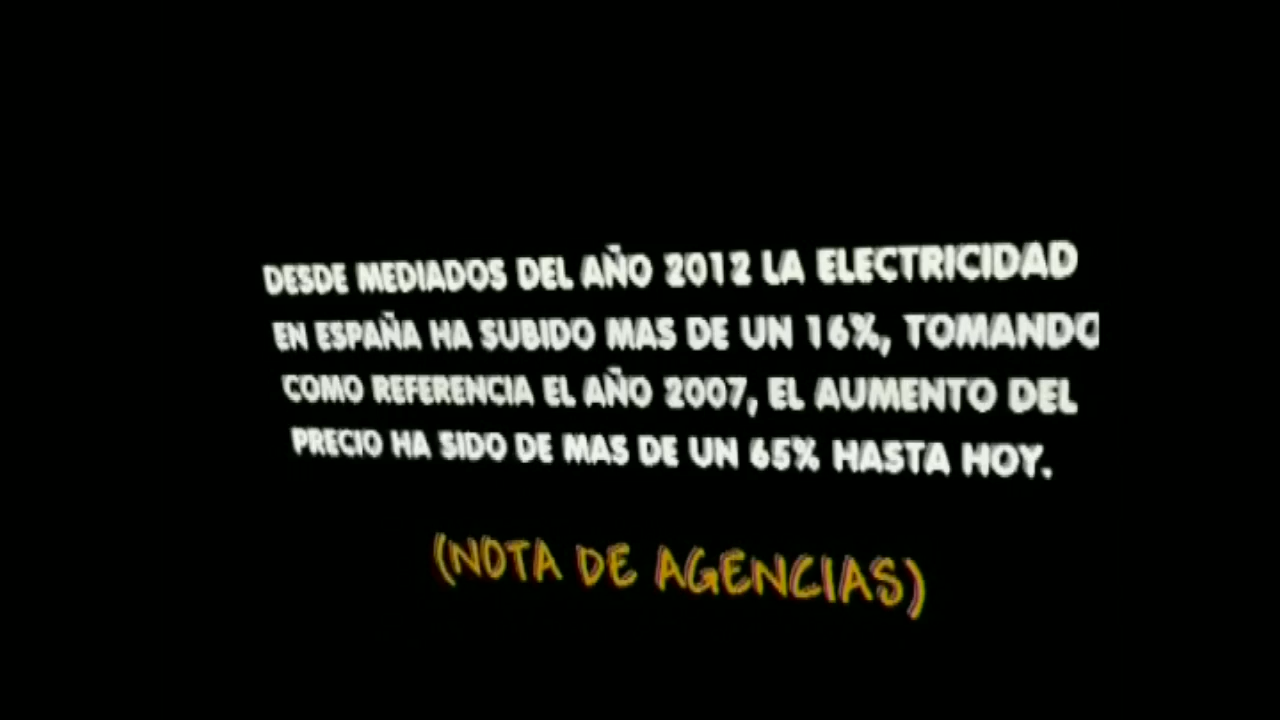 DESDE MEDIADOS DEL AÑO 2012 LA ELECTRICIDAD
EN ESPAÑA HA SUBIDO MAS DE UN 16%, TOMANDO
COMO REFERENCIA EL AÑO 2007, EL AUMENTO DEL
PRECIO HA SIDO DE MAS DE UN 65% HASTA HOY.
(NOTA DE AGENCIAS)